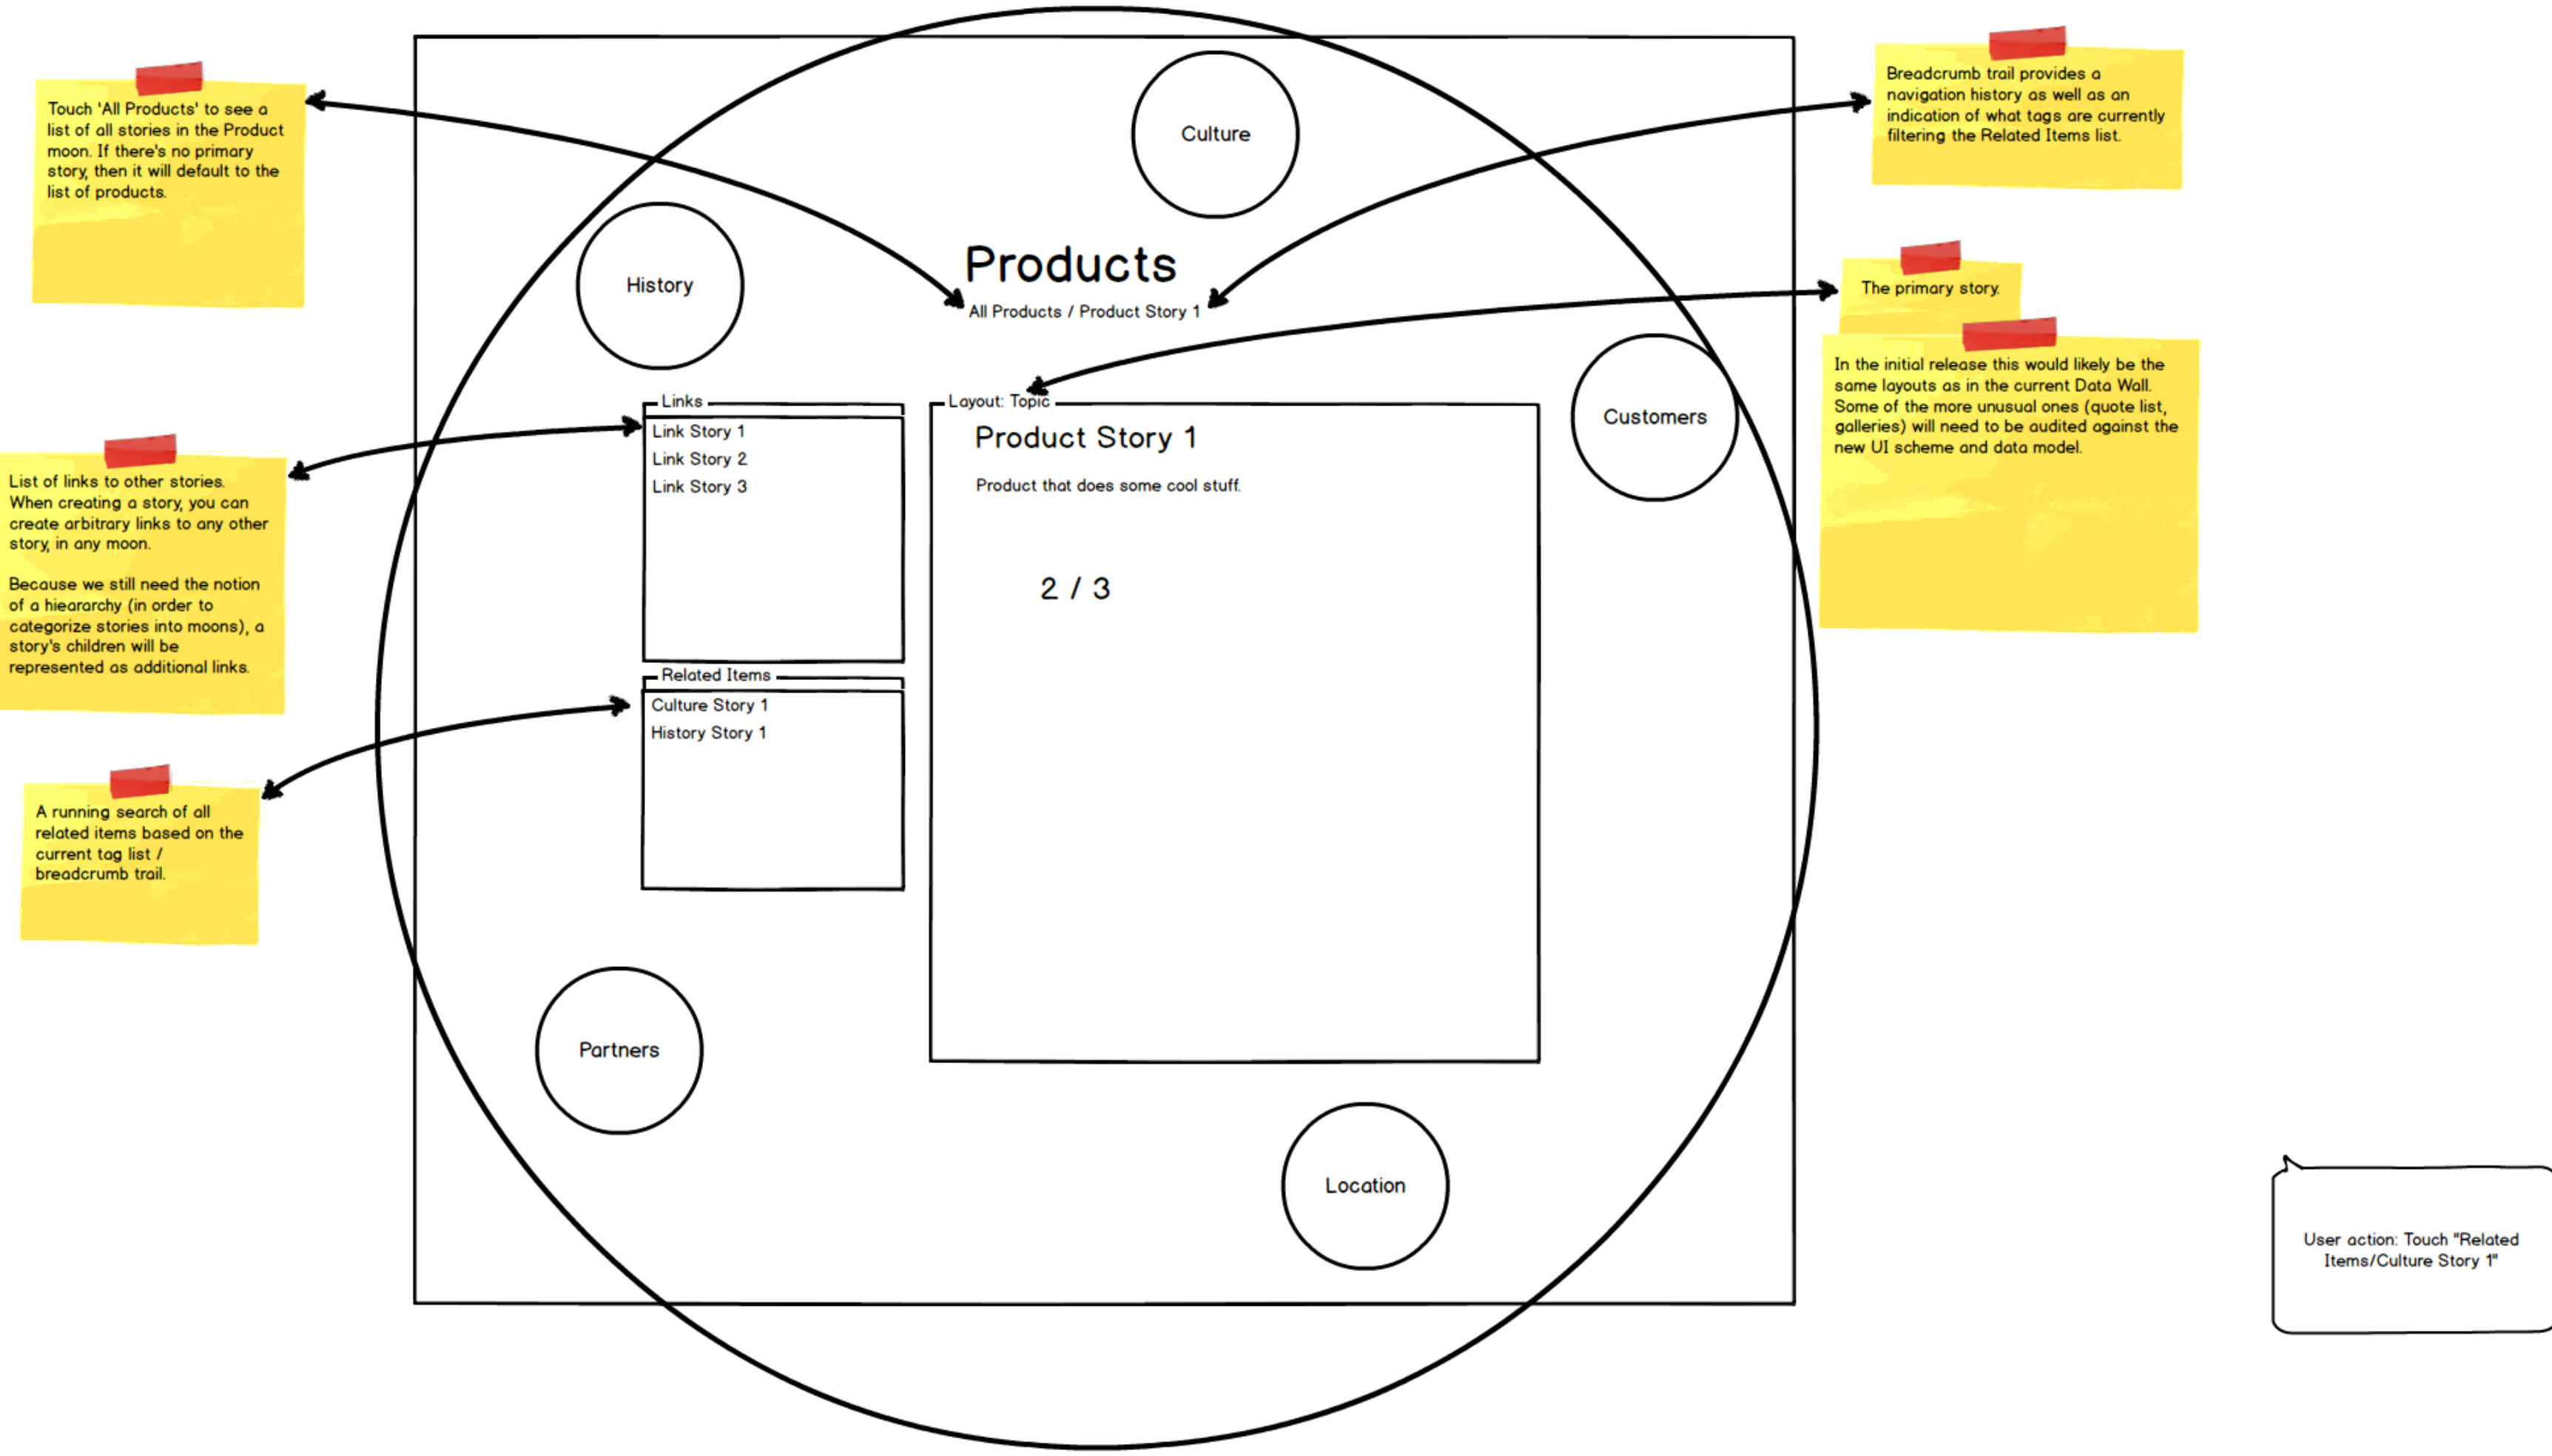 Touch 'All Products' to see a
list of all stories in the Product
moon. If there's no primary
story, then it will default to the
list of products.
Culture
Breadcrumb trail provides a
navigation history as well as an
indication of what tags are currently
filtering the Related Items list.
History
Products
All Products / Product Story 1
The primary story.
Customers
In the initial release this would likely be the
same layouts as in the current Data Wall.
Some of the more unusual ones (quote list,
galleries) will need to be audited against the
new UI scheme and data model.
Links
Link Story 1
Link Story 2
Link Story 3
Layout: Topic
Product Story 1
Product that does some cool stuff.
2 / 3
List of links to other stories.
When creating a story, you can
create arbitrary links to any other
story, in any moon.
Because we still need the notion
of a hieararchy (in order to
categorize stories into moons), a
story's children will be
represented as additional links.
Related Items
Culture Story 1
History Story 1
A running search of all
related items based on the
current tag list /
breadcrumb trail.
Partners
Location
User action: Touch "Related
Items/Culture Story 1"